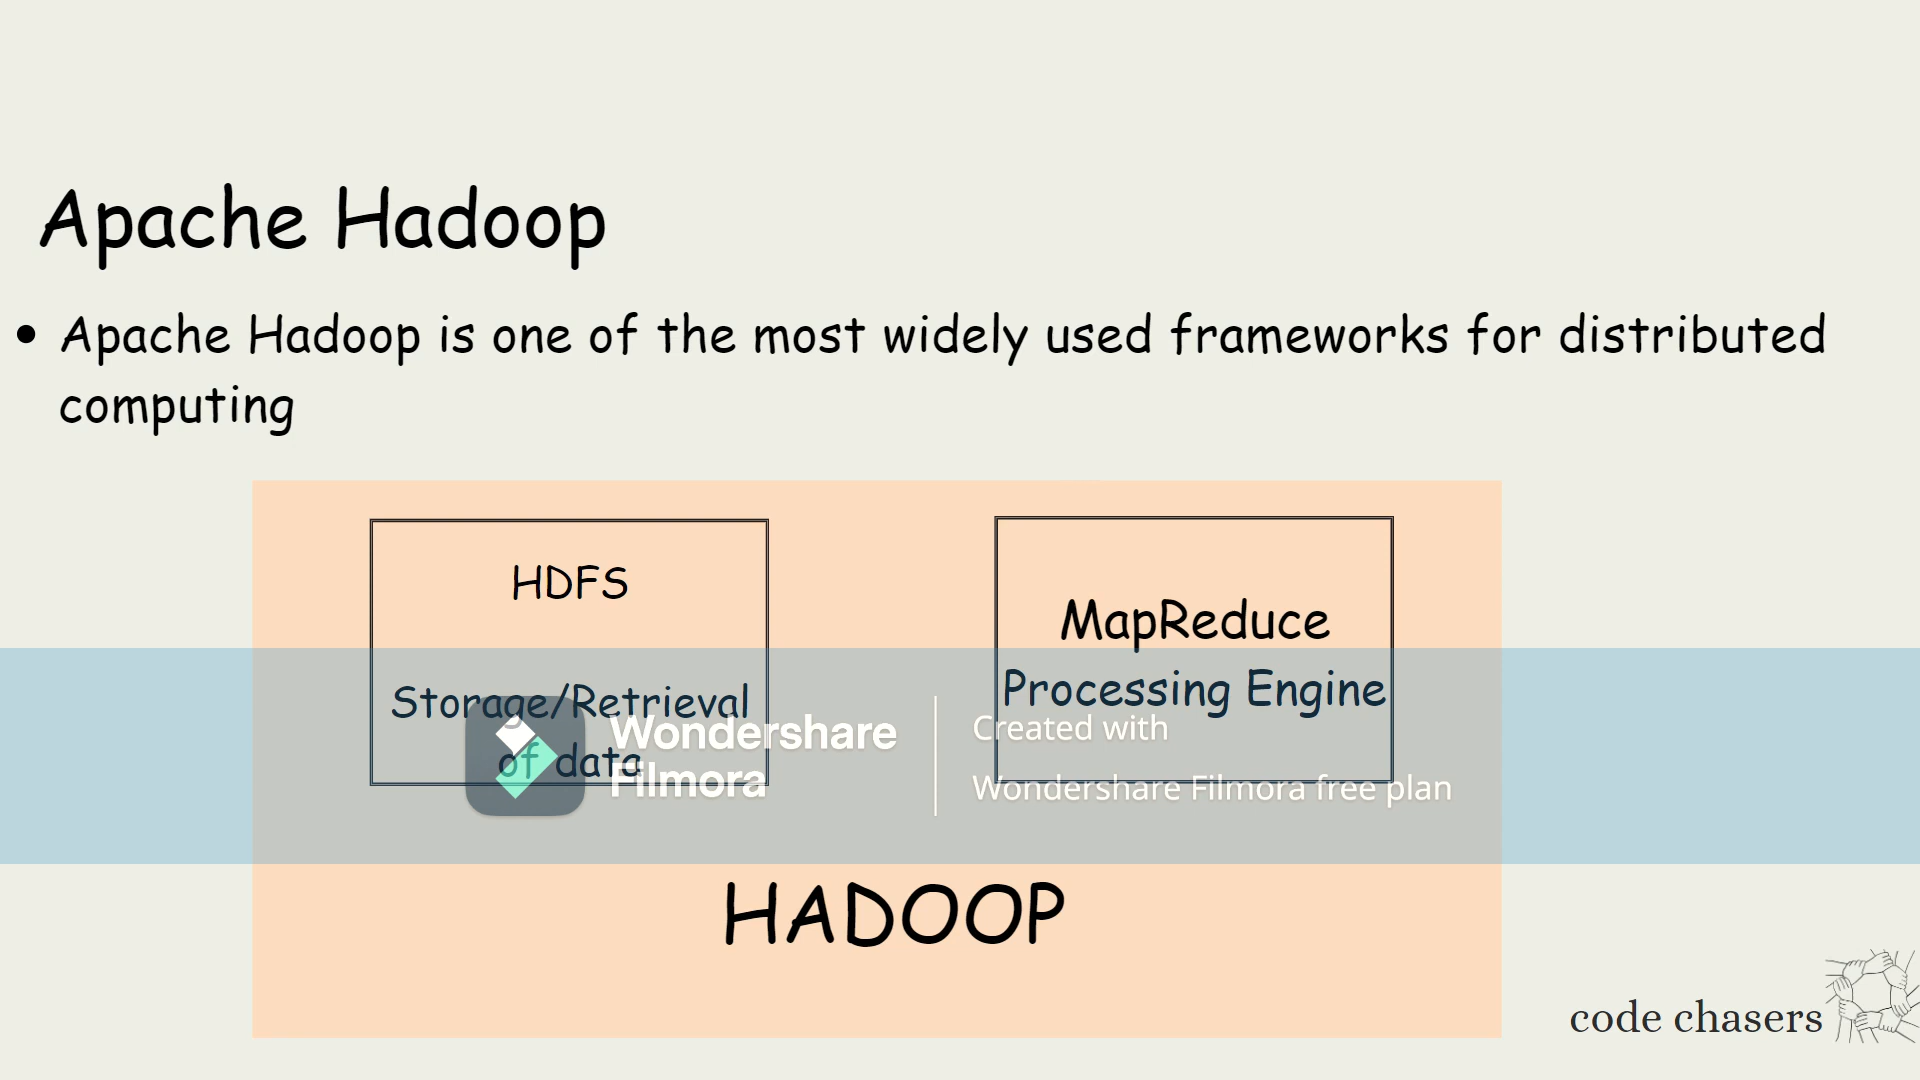 Apache Hadoop
• Apache Hadoop is one of the most widely used frameworks for distributed
computing
HDFS
Storage/Retrieval
of data
MapReduce
Processing Engine
Wondershare
Filmora
Created with
Wondershare Filmora free plan
HADOOP
code chasers